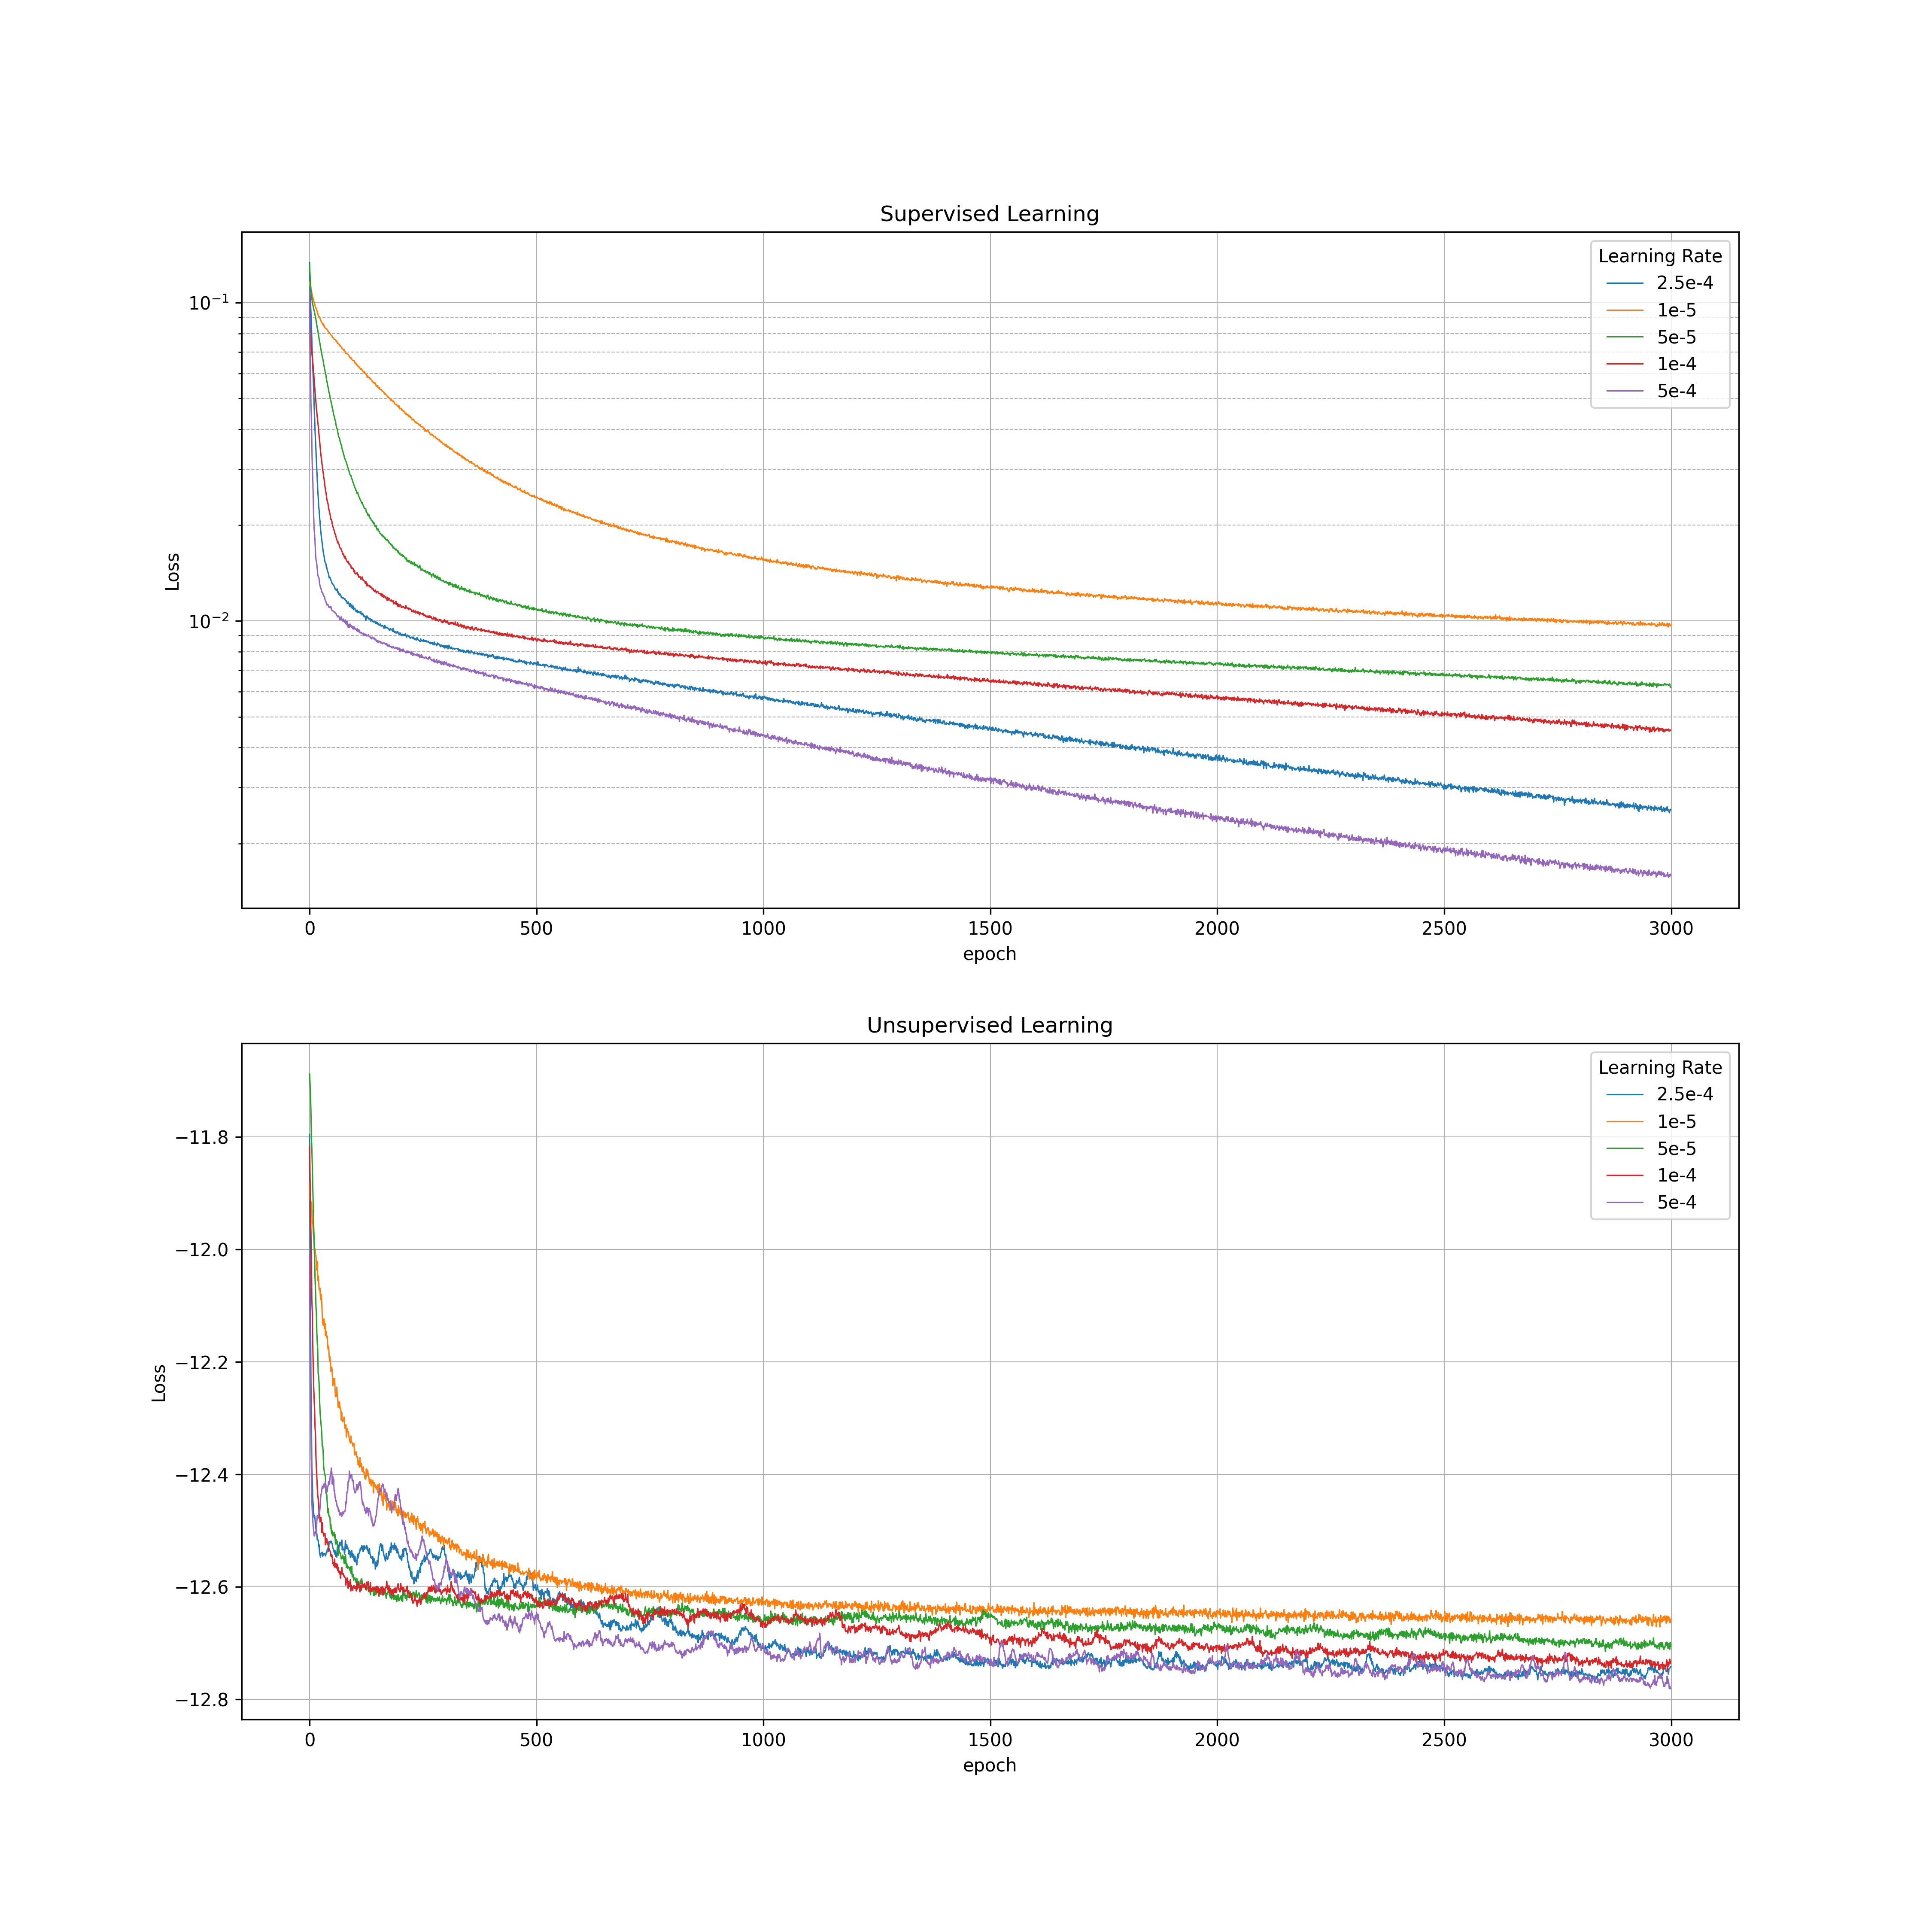 Supervised Learning
Loss
10⁻¹
10⁻²
Learning Rate
2.5e-4
1e-5
5e-5
1e-4
5e-4
0 500 1000 1500 2000 2500 3000
epoch
Unsupervised Learning
Loss
−11.8
−12.0
−12.2
−12.4
−12.6
−12.8
Learning Rate
2.5e-4
1e-5
5e-5
1e-4
5e-4
0 500 1000 1500 2000 2500 3000
epoch